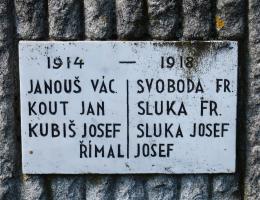 1914 — 1918
JANOUŠ VÁC. SVOBODA FR.
KOUT JAN SLUKA FR.
KUBIŠ JOSEF SLUKA JOSEF
ŘÍMAL JOSEF